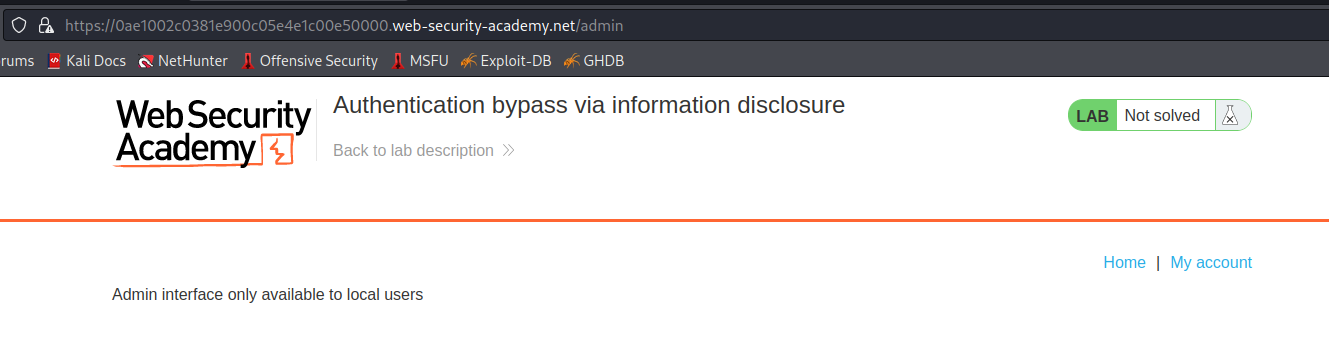 https://0ae1002c0381e900c05e4e1c00e50000.web-security-academy.net/admin
rums Kali Docs NetHunter Offensive Security MSFU Exploit-DB GHDB
Web Security
Academy
Authentication bypass via information disclosure
Back to lab description
LAB Not solved
Home | My account
Admin interface only available to local users